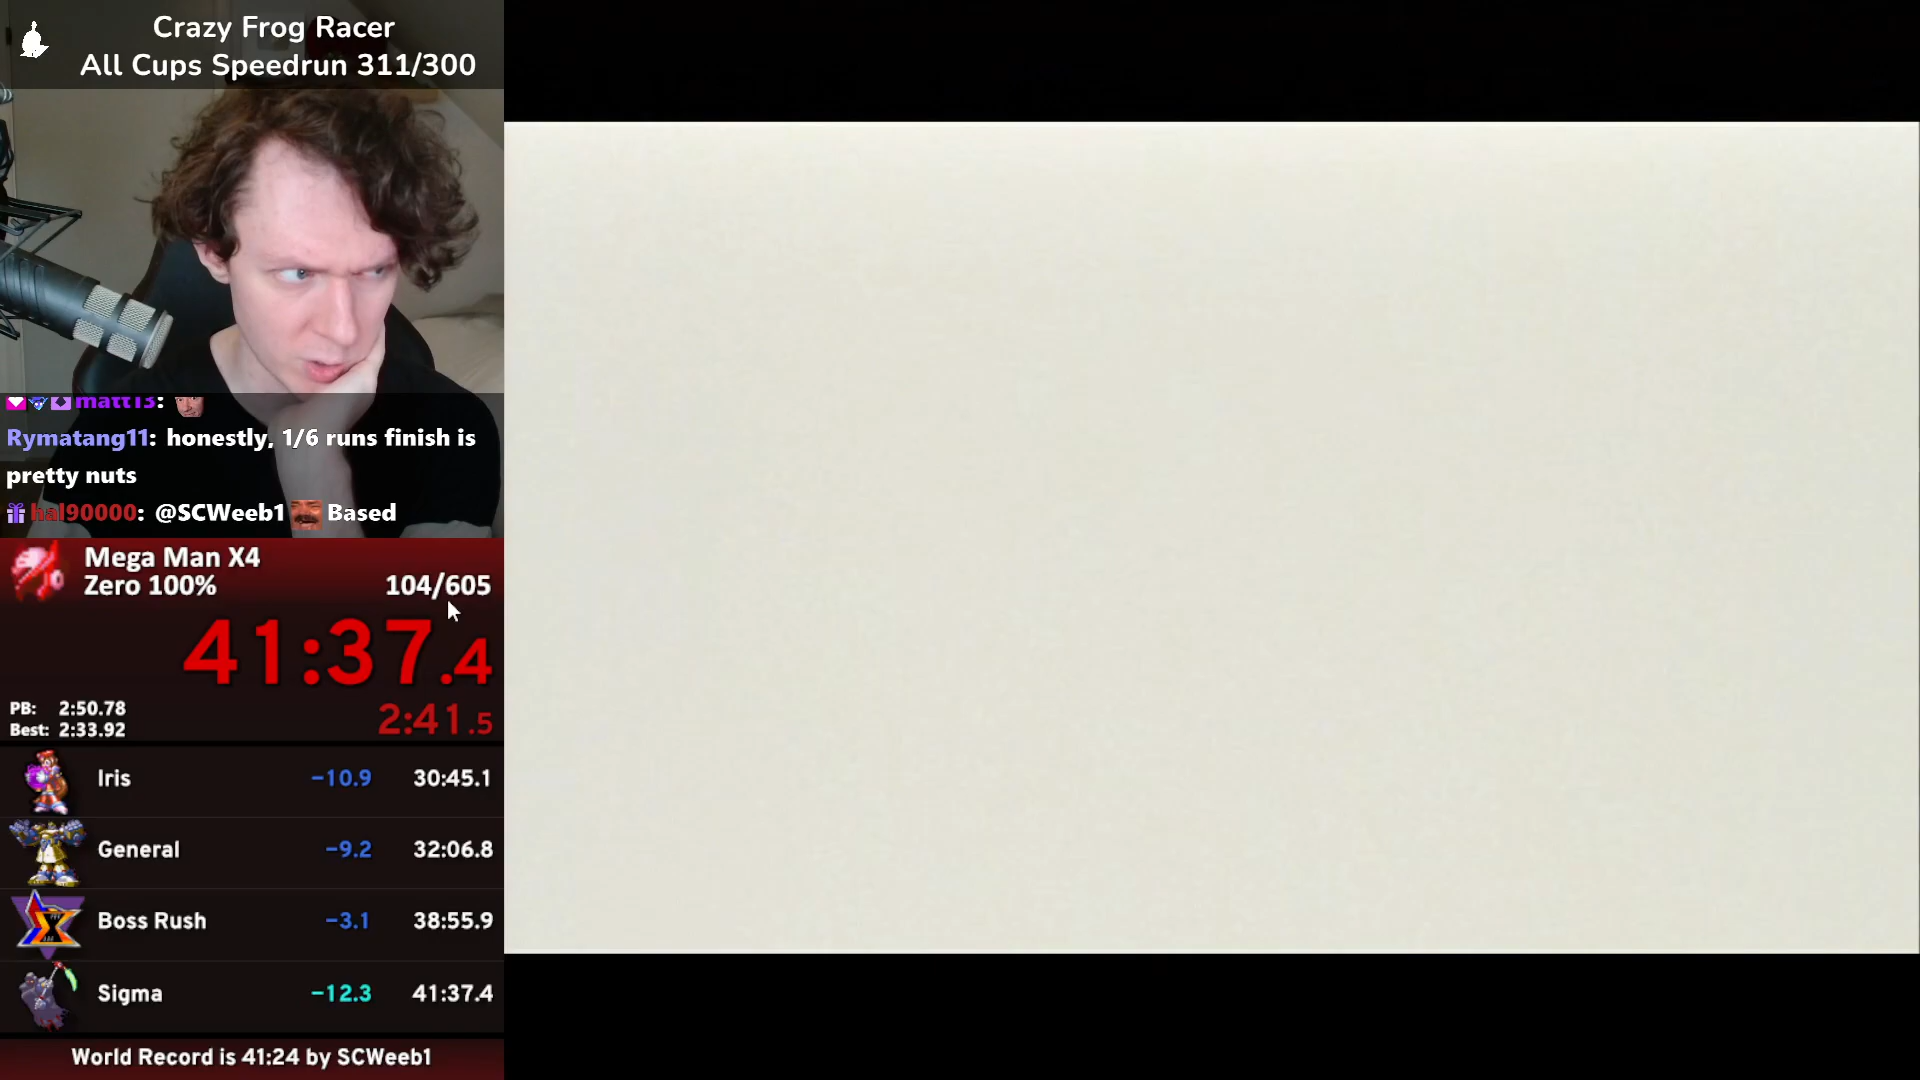 Crazy Frog Racer
All Cups Speedrun 311/300
matt13:
Rymatang11: honestly, 1/6 runs finish is
pretty nuts
hal90000: @SCWeeb1 Based
Mega Man X4
Zero 100% 104/605
41:37.4
PB: 2:50.78
Best: 2:33.92
2:41.5
Iris −10.9 30:45.1
General −9.2 32:06.8
Boss Rush −3.1 38:55.9
Sigma −12.3 41:37.4
World Record is 41:24 by SCWeeb1